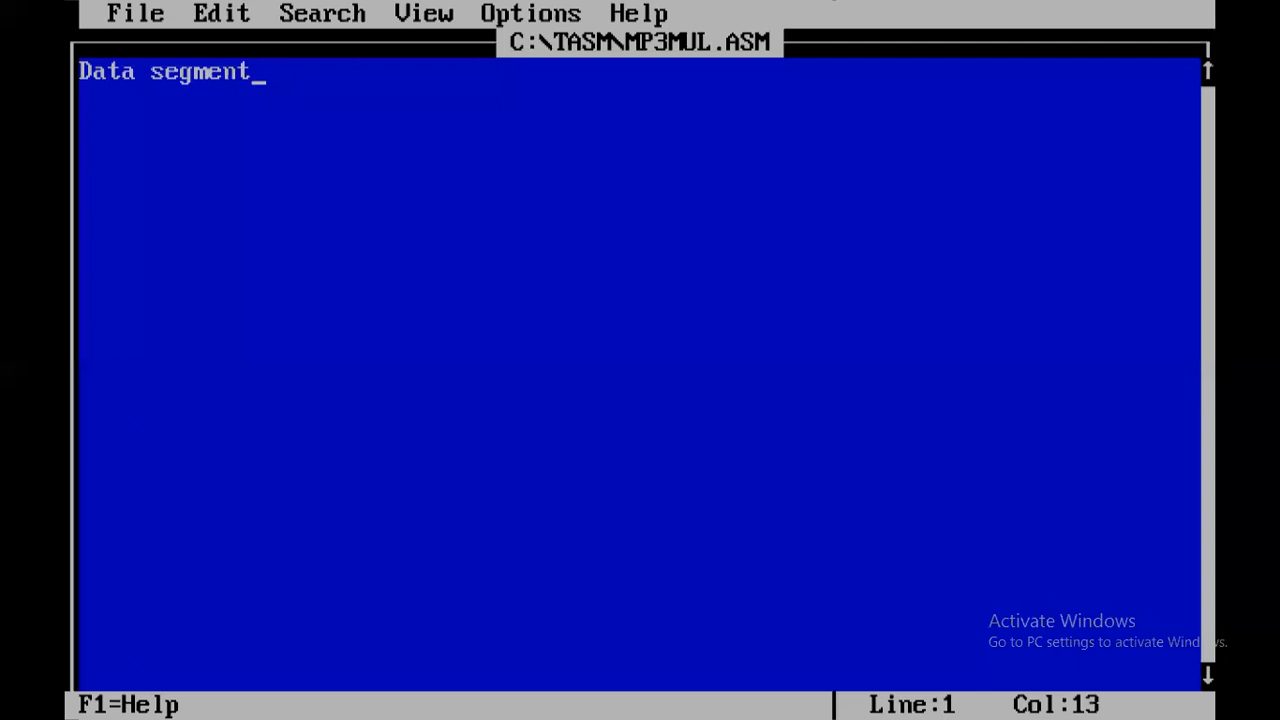 File Edit Search View Options Help
C:\TASM\MP3MUL.ASM
Data segment_
Activate Windows
Go to PC settings to activate Windows.
F1=Help Line:1 Col:13